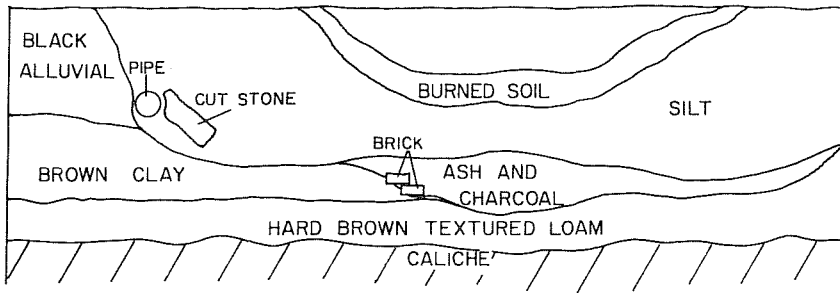 BLACK
ALLUVIAL
PIPE
CUT STONE
BURNED SOIL
SILT
BRICK
BROWN CLAY
ASH AND
CHARCOAL
HARD BROWN TEXTURED LOAM
CALICHE